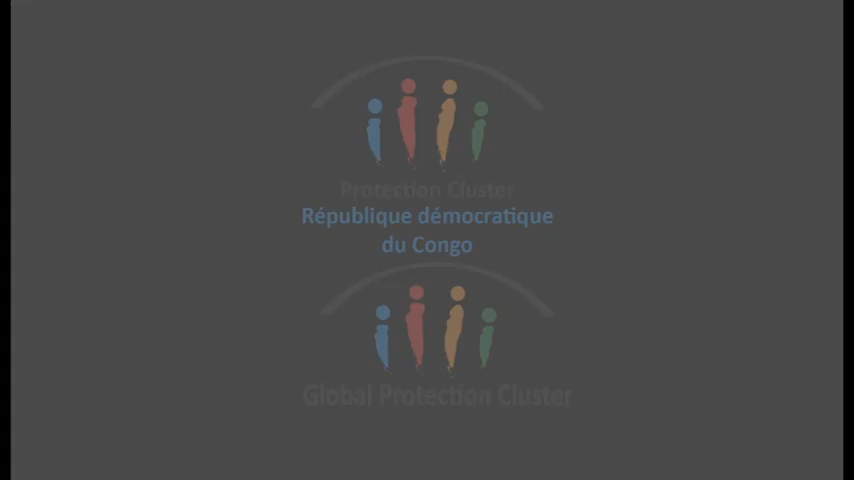 Protection Cluster
République démocratique
du Congo
Global Protection Cluster